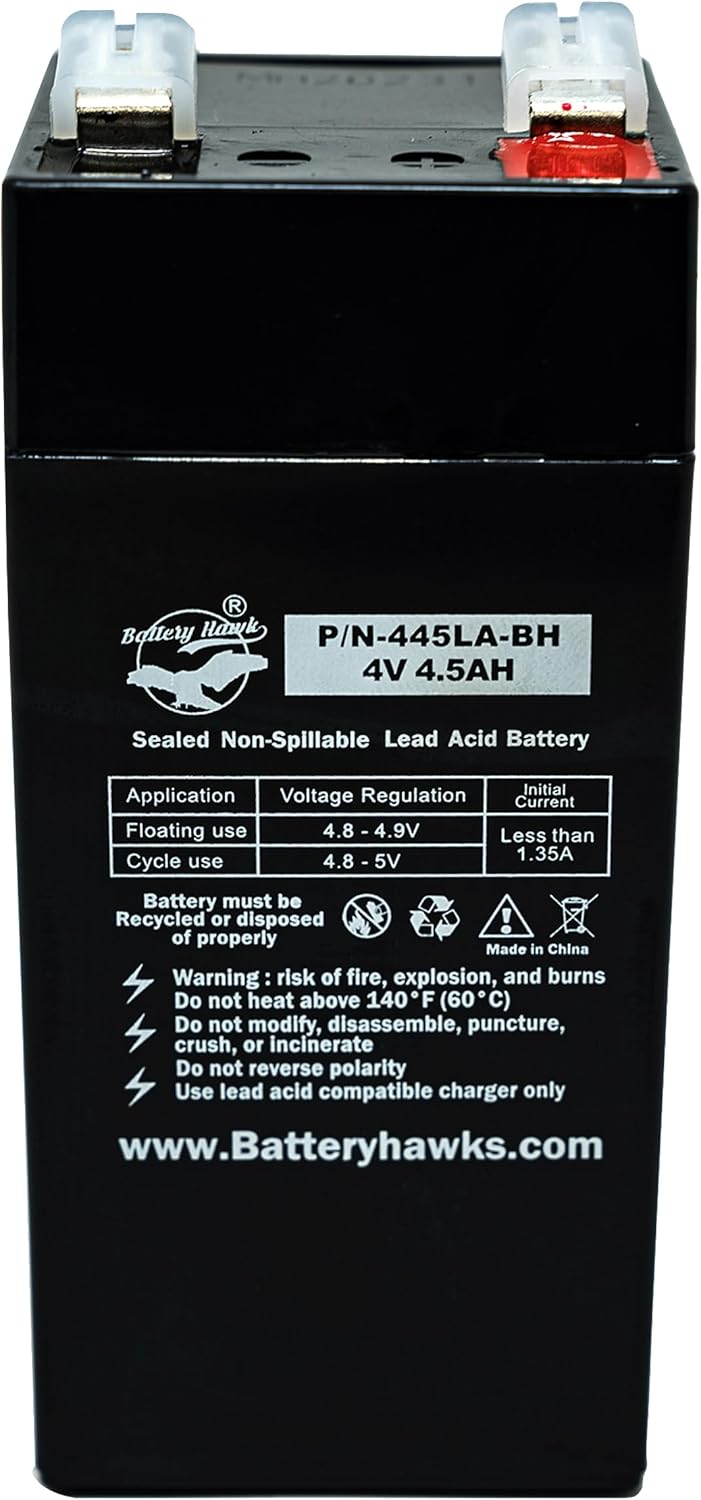 Battery Hawk ®
P/N-445LA-BH
4V 4.5AH
Sealed Non-Spillable Lead Acid Battery
Application Voltage Regulation Initial Current
Floating use 4.8 - 4.9V Less than 1.35A
Cycle use 4.8 - 5V
Battery must be
Recycled or disposed
of properly
Made in China
Warning : risk of fire, explosion, and burns
Do not heat above 140°F (60°C)
Do not modify, disassemble, puncture,
crush, or incinerate
Do not reverse polarity
Use lead acid compatible charger only
www.Batteryhawks.com